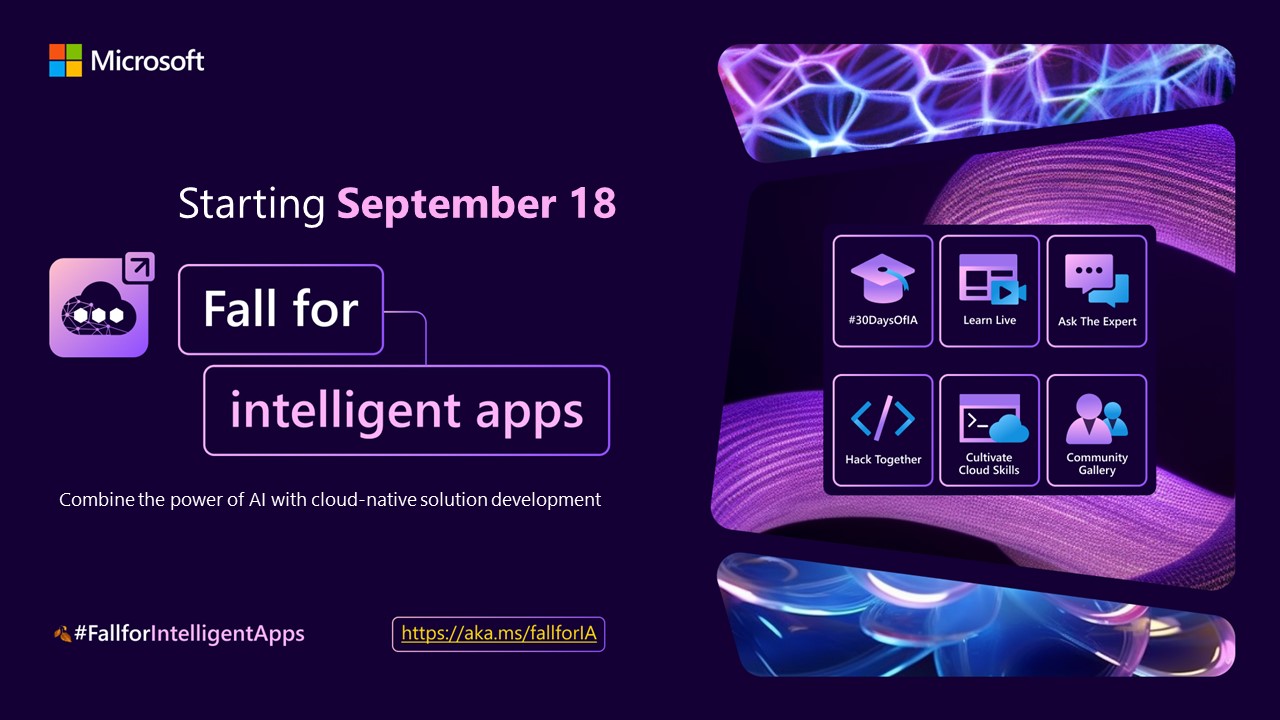 Microsoft
Starting September 18
Fall for
intelligent apps
Combine the power of AI with cloud-native solution development
#FallforIntelligentApps
https://aka.ms/fallforIA
#30DaysOfIA
Learn Live
Ask The Expert
Hack Together
Cultivate
Cloud Skills
Community
Gallery